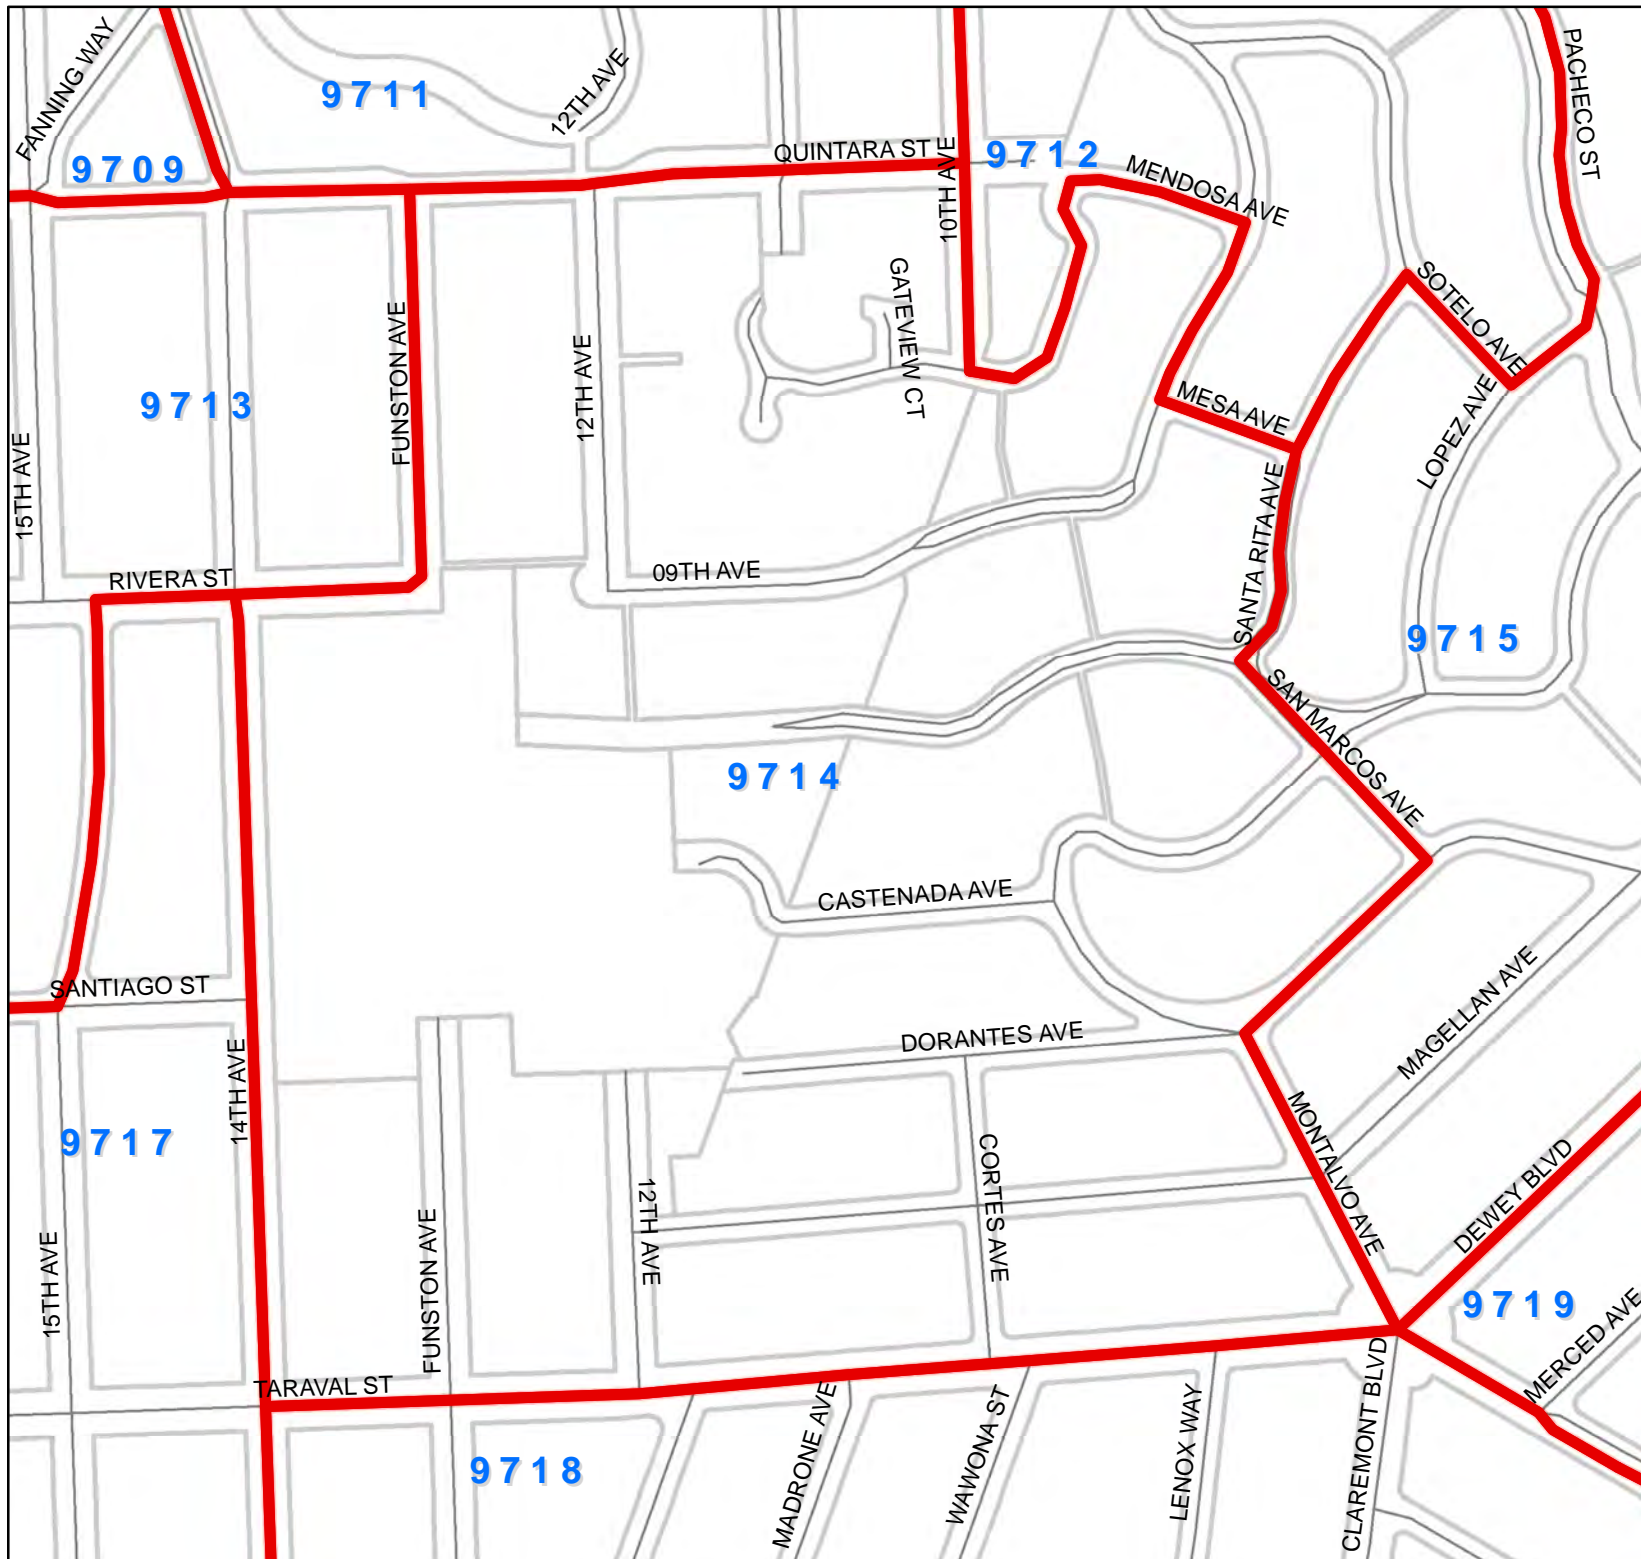 FANNING WAY
9711
12TH AVE
PACHECO ST
9709
QUINTARA ST
10TH AVE
9712
MENDOSA AVE
GATEVIEW CT
SOTELO AVE
FUNSTON AVE
12TH AVE
9713
MESA AVE
LOPEZ AVE
15TH AVE
SANTA RITA AVE
RIVERA ST
09TH AVE
9715
SAN MARCOS AVE
9714
CASTENADA AVE
SANTIAGO ST
MAGELLAN AVE
DORANTES AVE
14TH AVE
9717
MONTALVO AVE
CORTES AVE
DEWEY BLVD
12TH AVE
FUNSTON AVE
15TH AVE
9719
MERCED AVE
TARAVAL ST
MADRONE AVE
WAWONA ST
LENOX WAY
CLAREMONT BLVD
9718